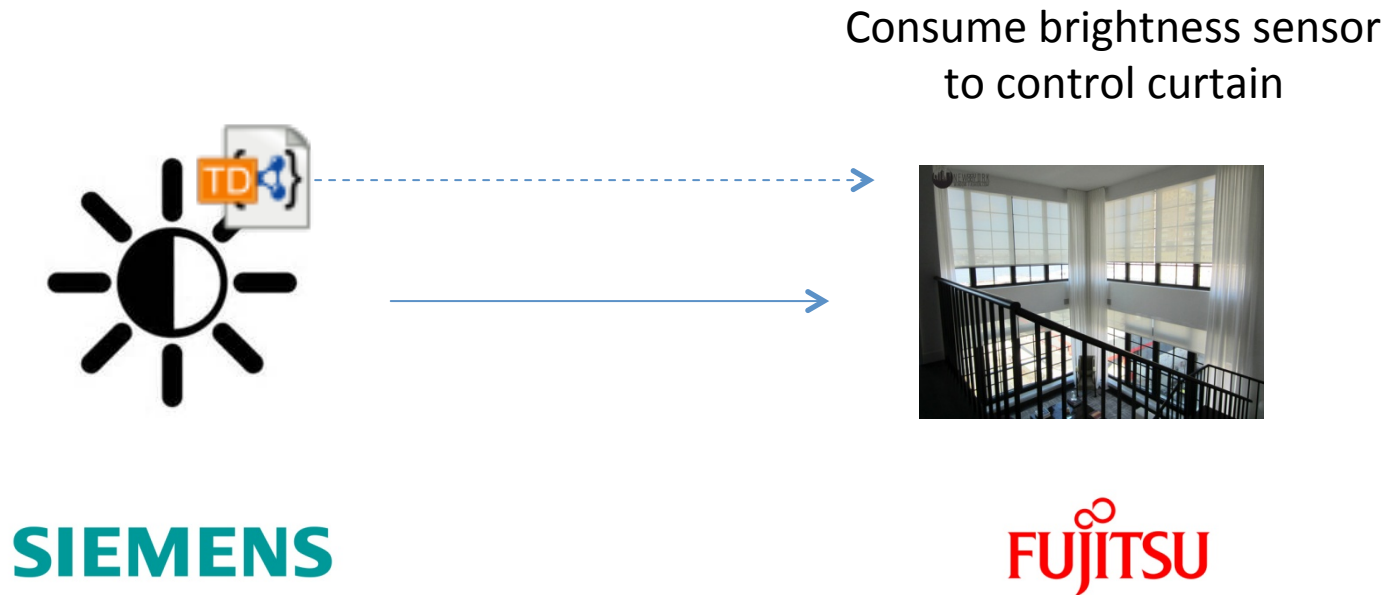 Consume brightness sensor
to control curtain
TD
{ }
SIEMENS
FUJITSU